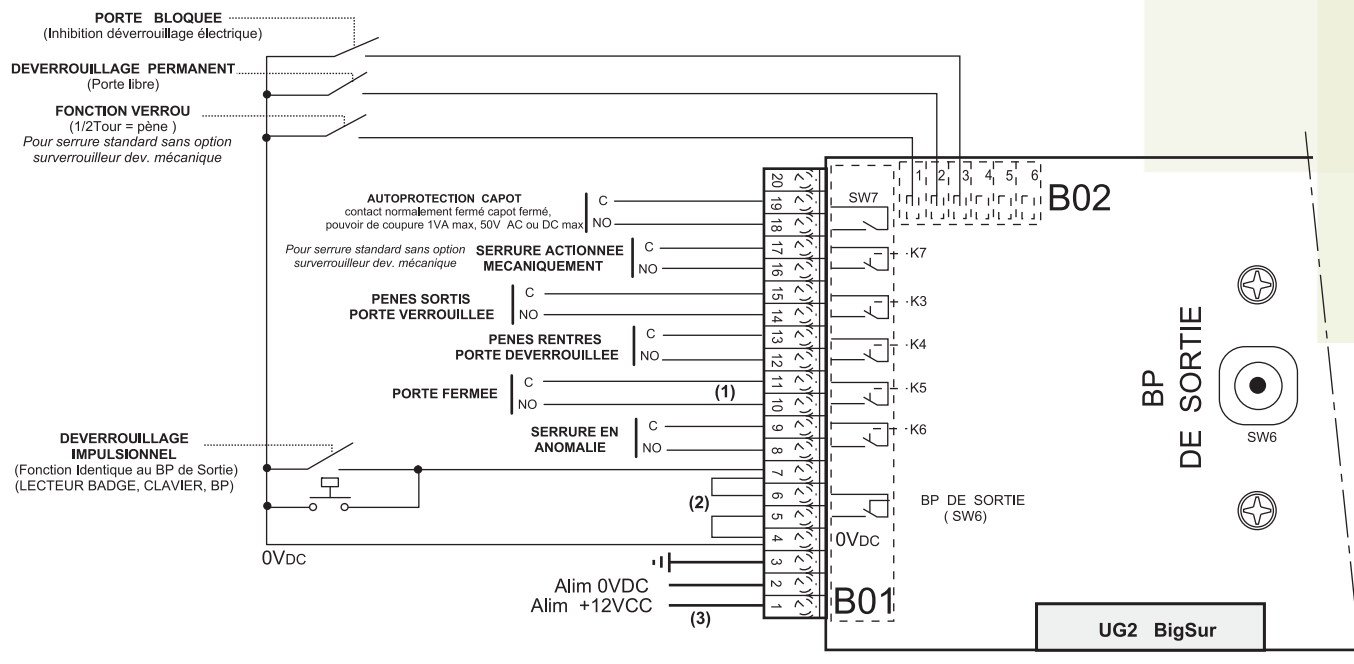 PORTE BLOQUEE
(Inhibition déverrouillage électrique)
DEVERROUILLAGE PERMANENT
(Porte libre)
FONCTION VERROU
(1/2Tour = pène )
Pour serrure standard sans option
surverrouilleur dev. mécanique
AUTOPROTECTION CAPOT
contact normalement fermé capot fermé,
pouvoir de coupure 1VA max, 50V AC ou DC max
C
NO
Pour serrure standard sans option
surverrouilleur dev. mécanique
SERRURE ACTIONNEE
MECANIQUEMENT
C
NO
PENES SORTIS
PORTE VERROUILLEE
C
NO
PENES RENTRES
PORTE DEVERROUILLEE
C
NO
PORTE FERMEE
C
NO
(1)
SERRURE EN
ANOMALIE
C
NO
DEVERROUILLAGE
IMPULSIONNEL
(Fonction Identique au BP de Sortie)
(LECTEUR BADGE, CLAVIER, BP)
(2)
0VDC
Alim 0VDC
Alim +12VCC
(3)
20
19
18
17
16
15
14
13
12
11
10
9
8
7
6
5
4
3
2
1
SW7
K7
K3
K4
K5
K6
BP DE SORTIE
( SW6)
0VDC
B01
1 2 3 4 5 6
B02
BP
DE SORTIE
SW6
UG2 BigSur